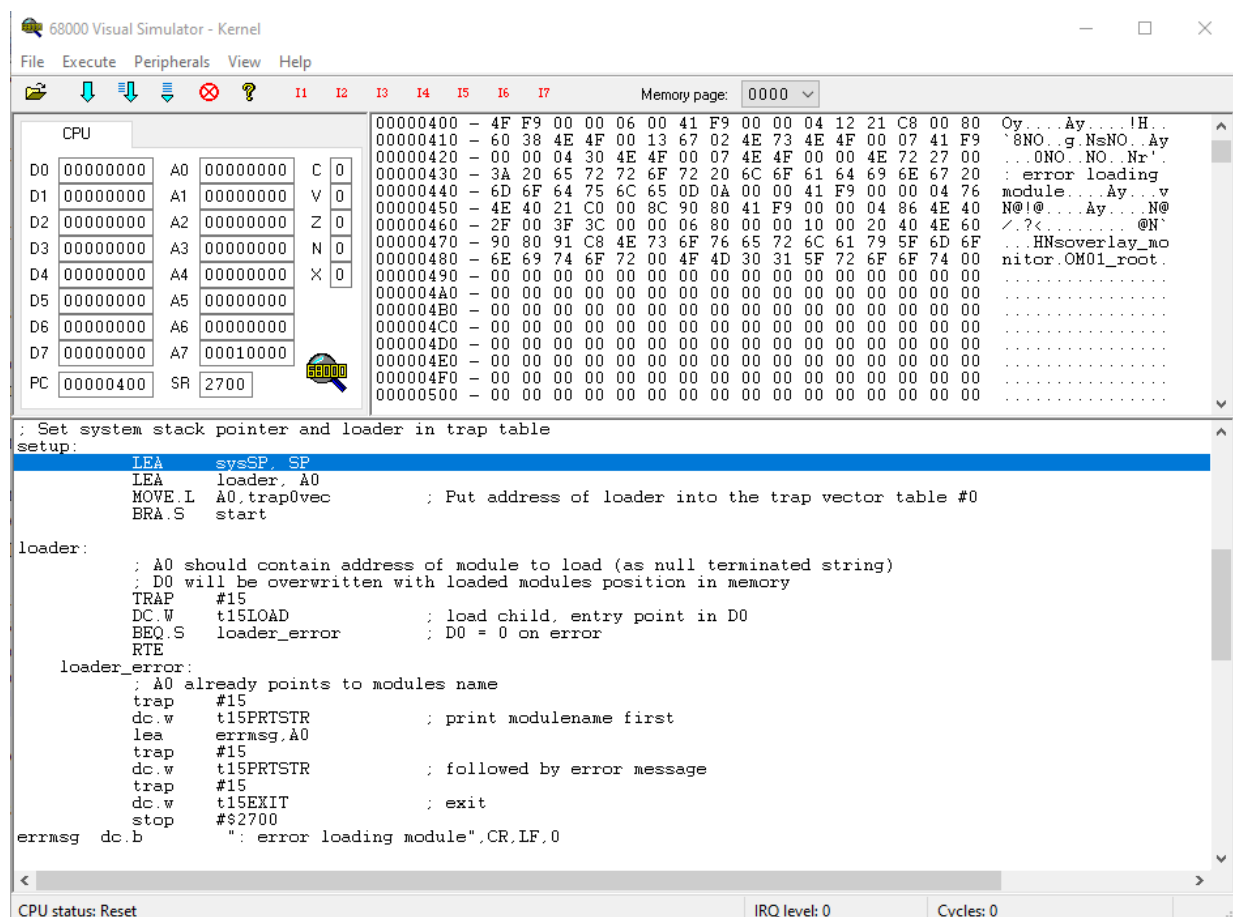 68000 Visual Simulator - Kernel
File Execute Peripherals View Help
I1 I2 I3 I4 I5 I6 I7 Memory page: 0000
CPU
D0 00000000 A0 00000000 C 0
D1 00000000 A1 00000000 V 0
D2 00000000 A2 00000000 Z 0
D3 00000000 A3 00000000 N 0
D4 00000000 A4 00000000 X 0
D5 00000000 A5 00000000
D6 00000000 A6 00000000
D7 00000000 A7 00010000
68000
PC 00000400 SR 2700
00000400 - 4F F9 00 00 06 00 41 F9 00 00 04 12 21 C8 00 80 Oy....Ay....!H..
00000410 - 60 38 4E 4F 00 13 67 02 4E 73 4E 4F 00 07 41 F9 `8NO..g.NsNO..Ay
00000420 - 00 00 04 30 4E 4F 00 07 4E 4F 00 00 4E 72 27 00 ...0NO..NO..Nr'.
00000430 - 3A 20 65 72 72 6F 72 20 6C 6F 61 64 69 6E 67 20 : error loading
00000440 - 6D 6F 64 75 6C 65 0D 0A 00 00 41 F9 00 00 04 76 module....Ay...v
00000450 - 4E 40 21 C0 00 8C 90 80 41 F9 00 00 04 86 4E 40 N@!@....Ay....N@
00000460 - 2F 00 3F 3C 00 00 06 80 00 00 10 00 20 40 4E 60 /.?<........ @N`
00000470 - 90 80 91 C8 4E 73 6F 76 65 72 6C 61 79 5F 6D 6F ...HNsoverlay_mo
00000480 - 6E 69 74 6F 72 00 4F 4D 30 31 5F 72 6F 6F 74 00 nitor.OM01_root.
00000490 - 00 00 00 00 00 00 00 00 00 00 00 00 00 00 00 00 ................
000004A0 - 00 00 00 00 00 00 00 00 00 00 00 00 00 00 00 00 ................
000004B0 - 00 00 00 00 00 00 00 00 00 00 00 00 00 00 00 00 ................
000004C0 - 00 00 00 00 00 00 00 00 00 00 00 00 00 00 00 00 ................
000004D0 - 00 00 00 00 00 00 00 00 00 00 00 00 00 00 00 00 ................
000004E0 - 00 00 00 00 00 00 00 00 00 00 00 00 00 00 00 00 ................
000004F0 - 00 00 00 00 00 00 00 00 00 00 00 00 00 00 00 00 ................
00000500 - 00 00 00 00 00 00 00 00 00 00 00 00 00 00 00 00 ................
; Set system stack pointer and loader in trap table
setup:
LEA sysSP, SP
LEA loader, A0
MOVE.L A0,trap0vec ; Put address of loader into the trap vector table #0
BRA.S start
loader:
; A0 should contain address of module to load (as null terminated string)
; D0 will be overwritten with loaded modules position in memory
TRAP #15
DC.W t15LOAD ; load child, entry point in D0
BEQ.S loader_error ; D0 = 0 on error
RTE
loader_error:
; A0 already points to modules name
trap #15
dc.w t15PRTSTR ; print modulename first
lea errmsg,A0
trap #15
dc.w t15PRTSTR ; followed by error message
trap #15
dc.w t15EXIT ; exit
stop #$2700
errmsg dc.b ": error loading module",CR,LF,0
CPU status: Reset IRQ level: 0 Cycles: 0